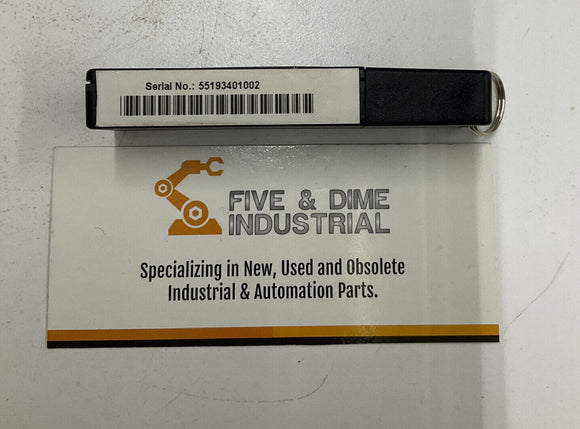 Serial No.: 55193401002
FIVE & DIME
INDUSTRIAL
Specializing in New, Used and Obsolete
Industrial & Automation Parts.